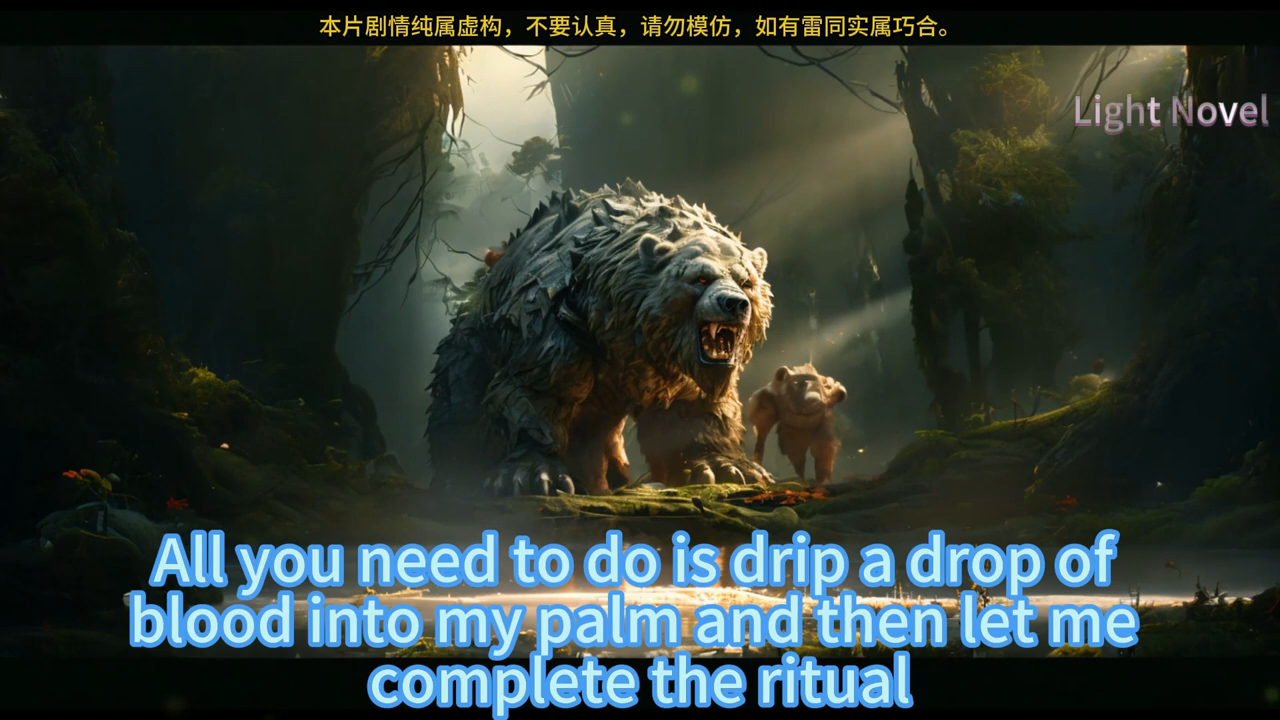 本片剧情纯属虚构，不要认真，请勿模仿，如有雷同实属巧合。
Light Novel
All you need to do is drip a drop of
blood into my palm and then let me
complete the ritual